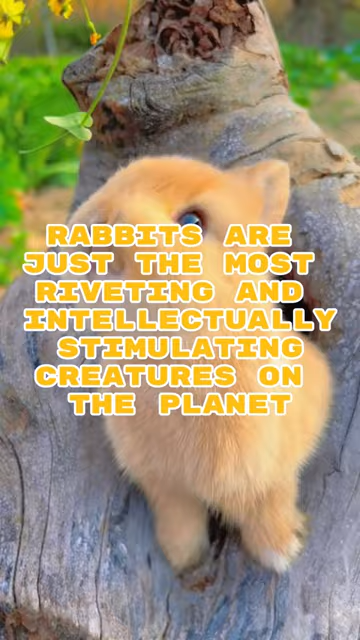 RABBITS ARE
JUST THE MOST
RIVETING AND
INTELLECTUALLY
STIMULATING
CREATURES ON
THE PLANET